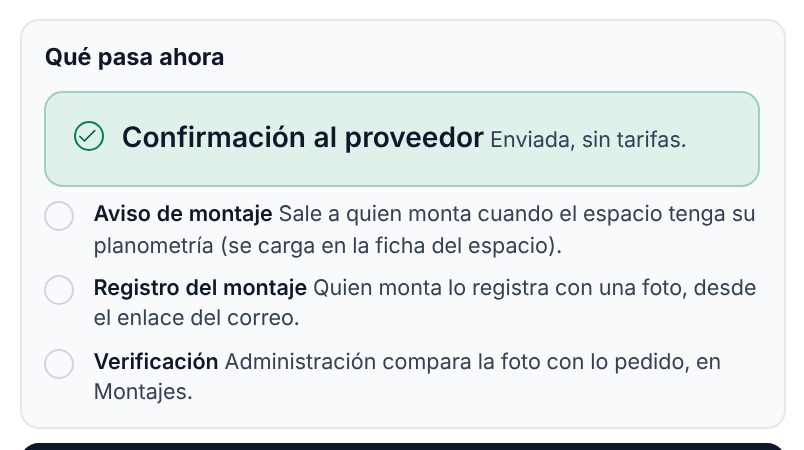 Qué pasa ahora
Confirmación al proveedor Enviada, sin tarifas.
Aviso de montaje Sale a quien monta cuando el espacio tenga su
planometría (se carga en la ficha del espacio).
Registro del montaje Quien monta lo registra con una foto, desde
el enlace del correo.
Verificación Administración compara la foto con lo pedido, en
Montajes.